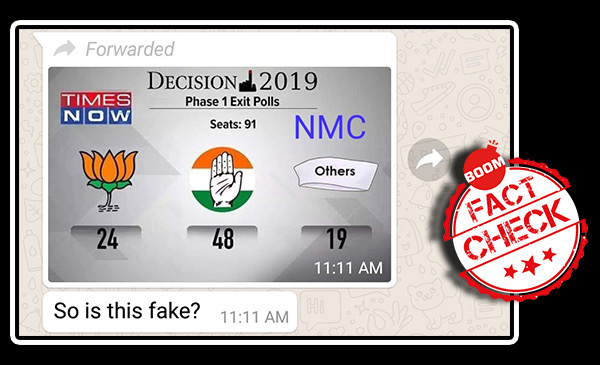 Forwarded
TIMES
NOW
DECISION 2019
Phase 1 Exit Polls
Seats: 91
NMC
Others
24
48
19
11:11 AM
So is this fake?
11:11 AM
BOOM
FACT
CHECK